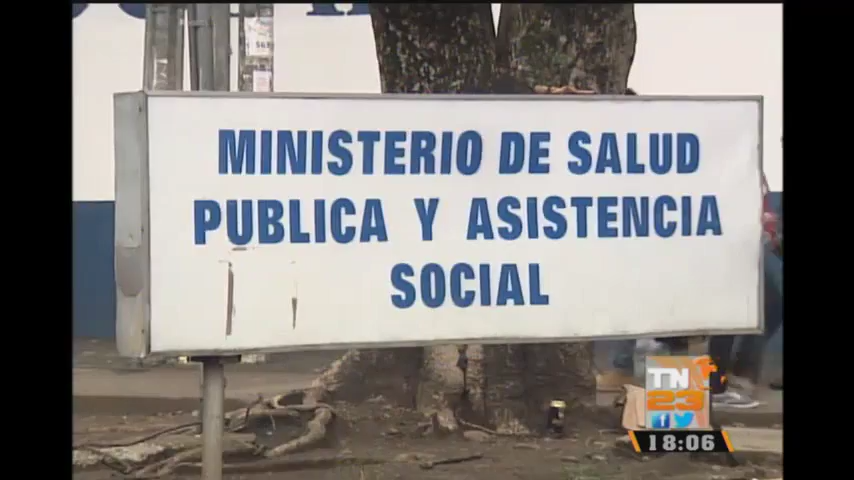 MINISTERIO DE SALUD
PUBLICA Y ASISTENCIA
SOCIAL
TN
23
18:06